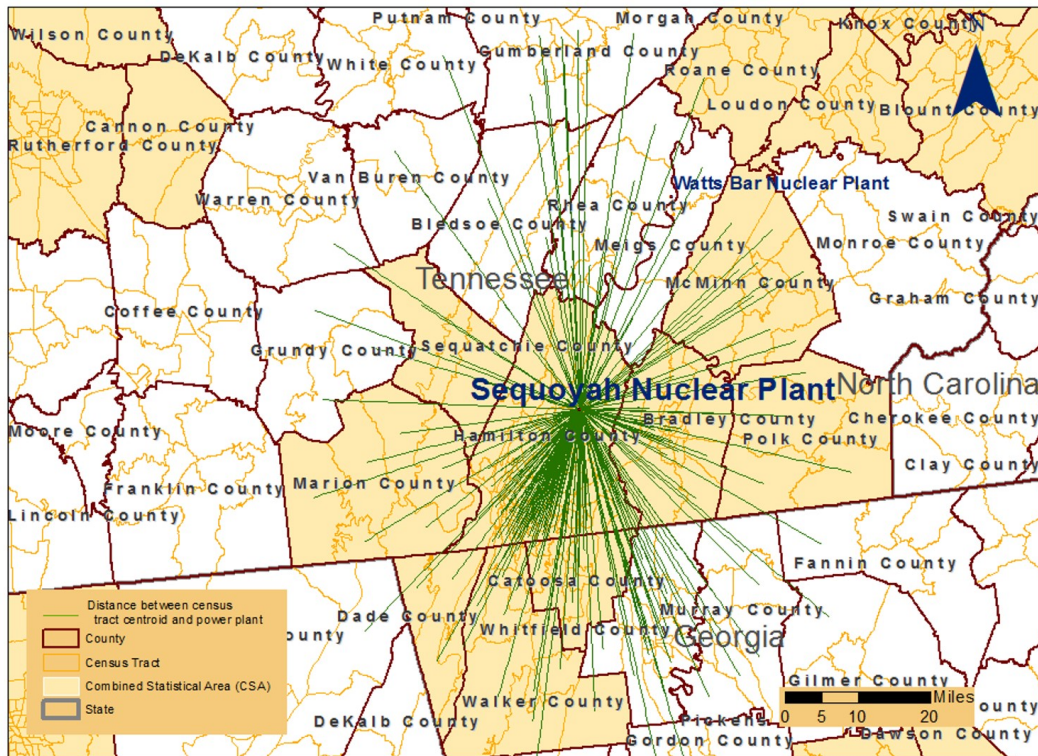 Putnam County
Morgan County
Knox County
N
Wilson County
DeKalb County
White County
Cumberland County
Roane County
Loudon County
Blount County
Cannon County
Rutherford County
Van Buren County
Warren County
Bledsoe County
Rhea County
Watts Bar Nuclear Plant
Swain County
Meigs County
Monroe County
Tennessee
McMinn County
Graham County
Coffee County
Grundy County
Sequatchie County
Sequoyah Nuclear Plant
North Carolina
Moore County
Hamilton County
Bradley County
Cherokee County
Polk County
Clay County
Marion County
Franklin County
Lincoln County
Fannin County
Catoosa County
Dade County
Murray County
Whitfield County
Georgia
ounty
Gilmer County
Walker County
ounty
DeKalb County
Pickens
Gordon County
Dawson County
Distance between census
tract centroid and power plant
County
Census Tract
Combined Statistical Area (CSA)
State
Miles
0 5 10 20